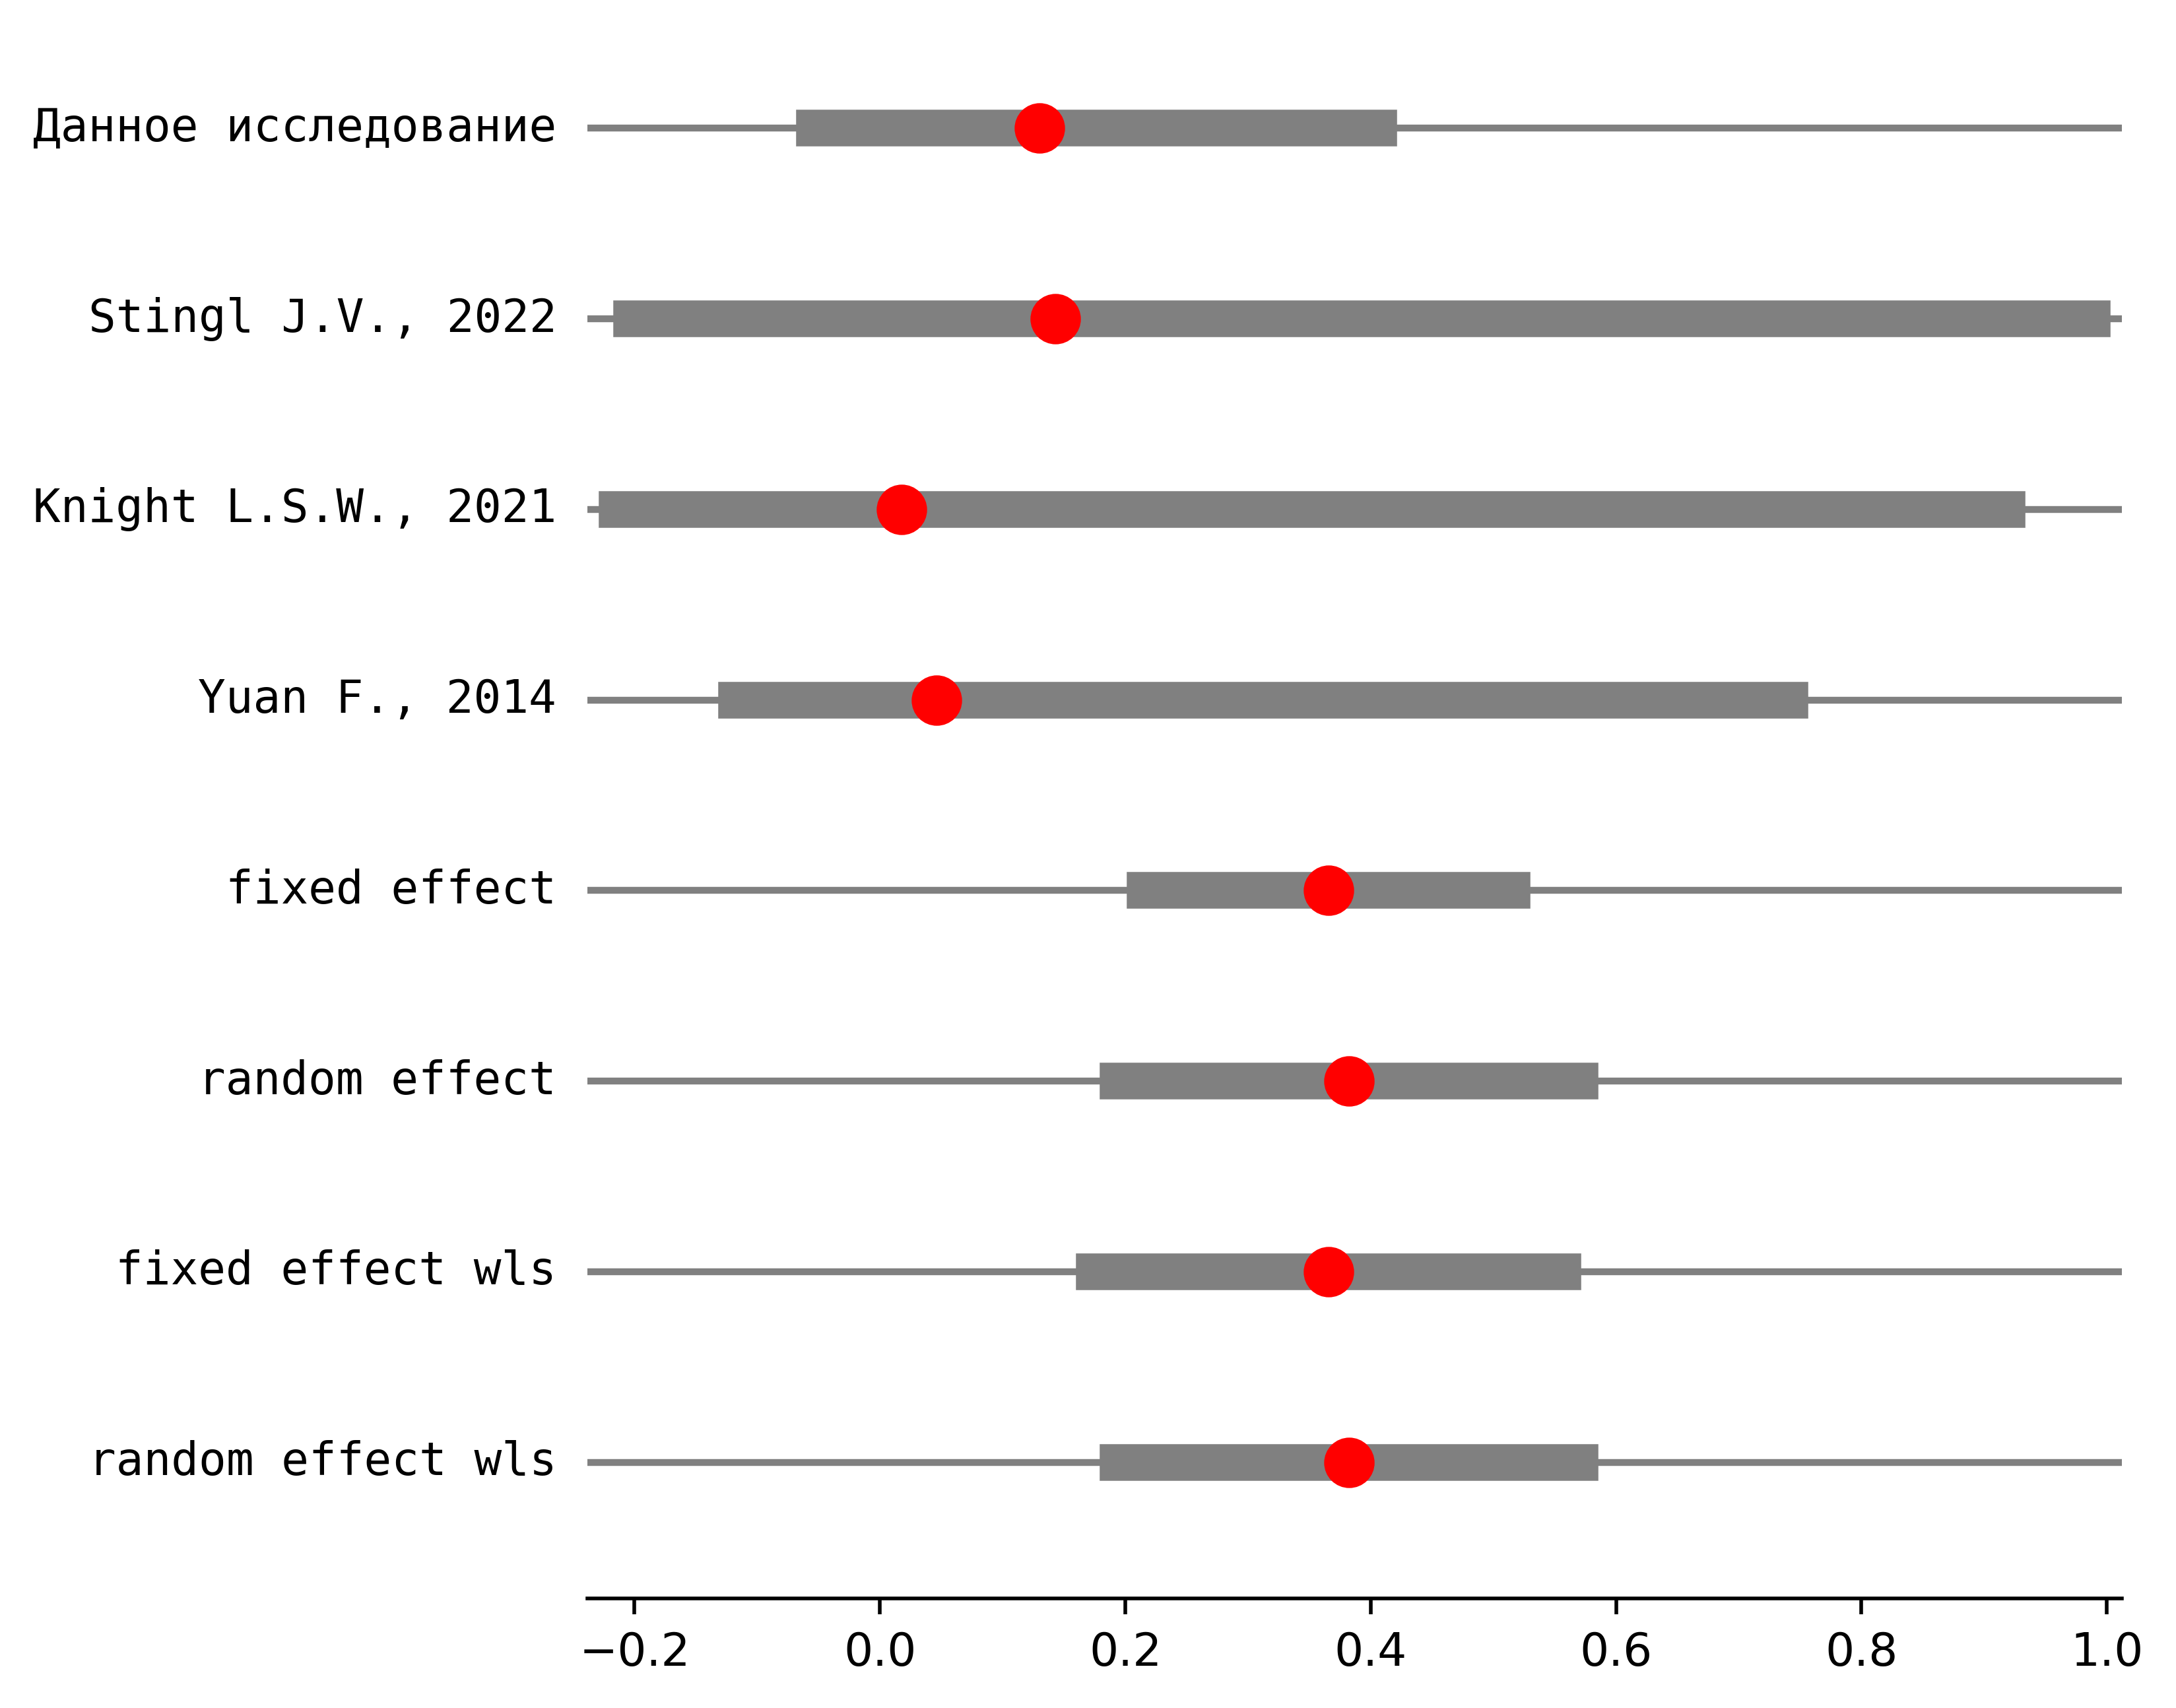 Данное исследование
Stingl J.V., 2022
Knight L.S.W., 2021
Yuan F., 2014
fixed effect
random effect
fixed effect wls
random effect wls
−0.2 0.0 0.2 0.4 0.6 0.8 1.0